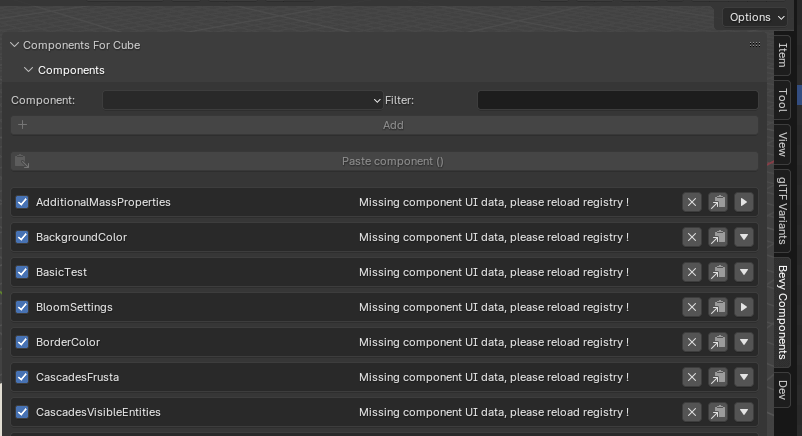 Options
Components For Cube
Components
Component: Filter:
Add
Paste component ()
AdditionalMassProperties Missing component UI data, please reload registry !
BackgroundColor Missing component UI data, please reload registry !
BasicTest Missing component UI data, please reload registry !
BloomSettings Missing component UI data, please reload registry !
BorderColor Missing component UI data, please reload registry !
CascadesFrusta Missing component UI data, please reload registry !
CascadesVisibleEntities Missing component UI data, please reload registry !
Item
Tool
View
glTF Variants
Bevy Components
Dev